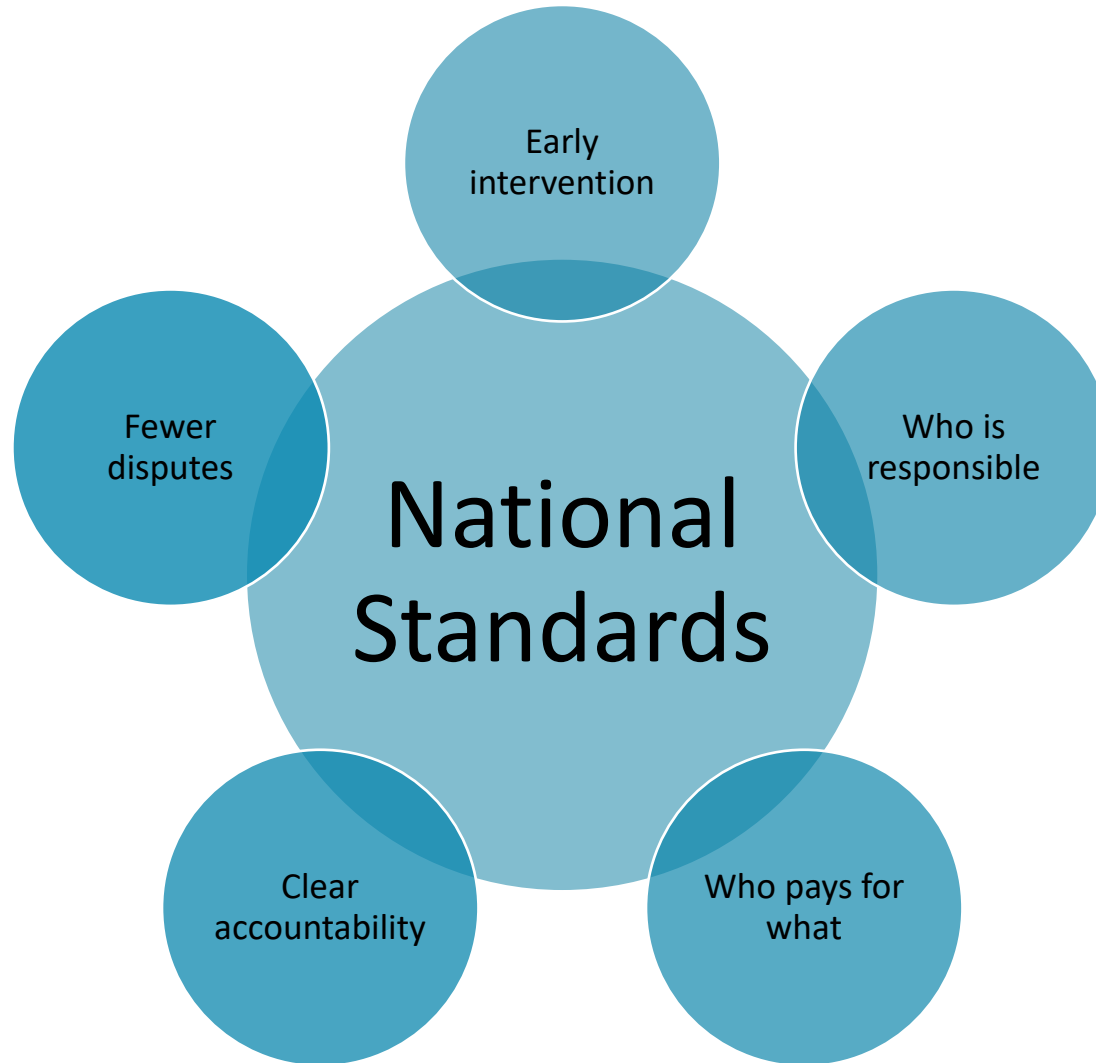 Early
intervention
Who is
responsible
Who pays for
what
Clear
accountability
Fewer
disputes
National
Standards